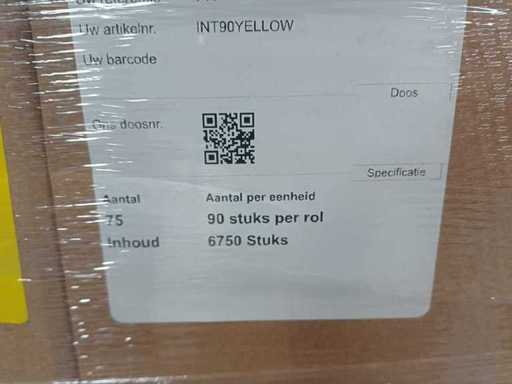 Uw artikelnr. INT90YELLOW
Uw barcode
Doos
Ons doosnr.
Specificatie
Aantal Aantal per eenheid
75 90 stuks per rol
Inhoud 6750 Stuks